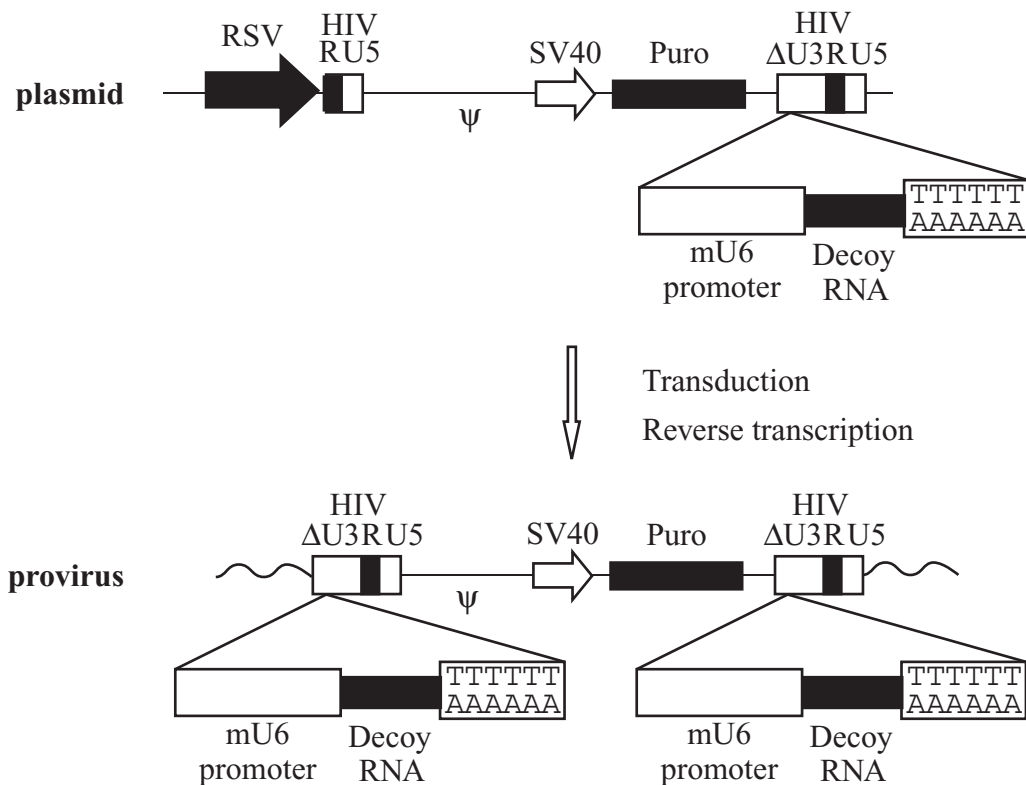 RSV HIV HIV
RU5 SV40 Puro ΔU3RU5
plasmid
ψ
TTTTTT
AAAAAA
mU6 Decoy
promoter RNA
Transduction
Reverse transcription
HIV HIV
ΔU3RU5 SV40 Puro ΔU3RU5
provirus
ψ
TTTTTT TTTTTT
AAAAAA AAAAAA
mU6 Decoy mU6 Decoy
promoter RNA promoter RNA